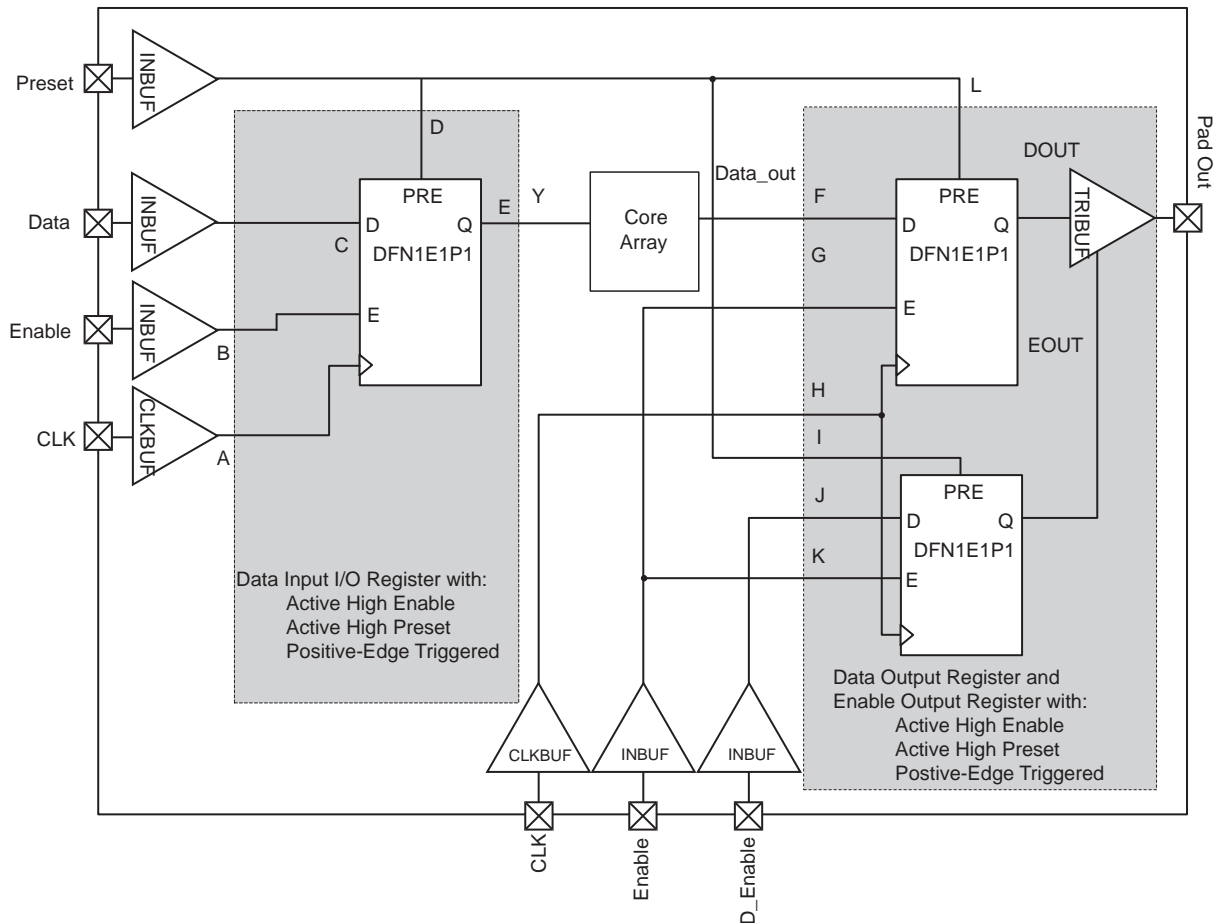 Preset
INBUF
L
D
Pad Out
DOUT
Data
INBUF
PRE
D
Q
C
DFN1E1P1
E
Y
Core
Array
Data_out
F
G
PRE
D
Q
DFN1E1P1
E
TRIBUF
EOUT
Enable
INBUF
B
E
CLK
CLKBUF
A
H
I
J
K
PRE
D
Q
DFN1E1P1
E
Data Input I/O Register with:
Active High Enable
Active High Preset
Positive-Edge Triggered
Data Output Register and
Enable Output Register with:
Active High Enable
Active High Preset
Postive-Edge Triggered
CLKBUF
INBUF
INBUF
CLK
Enable
D_Enable